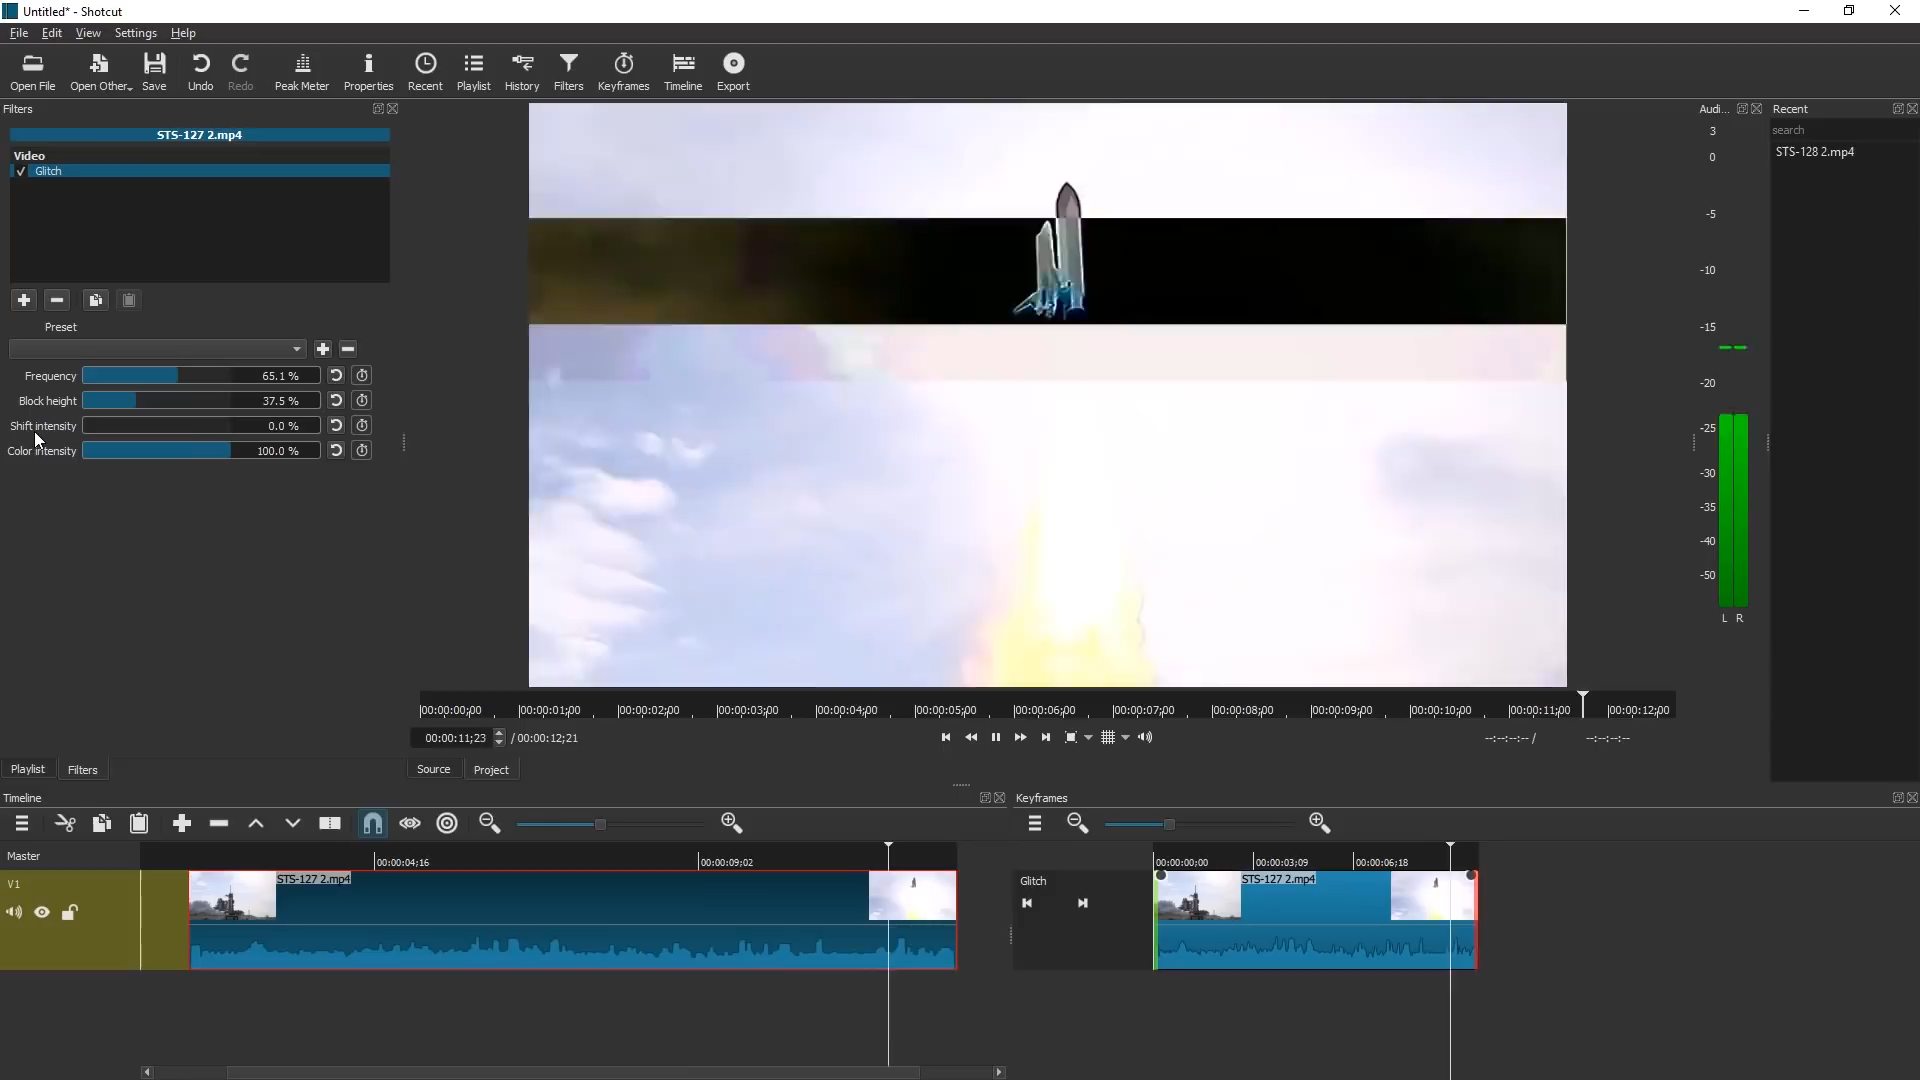 Untitled* - Shotcut
File Edit View Settings Help
Open File Open Other... Save Undo Redo Peak Meter Properties Recent Playlist History Filters Keyframes Timeline Export
Filters
STS-127 2.mp4
Video
Glitch
Preset
Frequency 65.1 %
Block height 37.5 %
Shift intensity 0.0 %
Color intensity 100.0 %
Audi...
3
0
-5
-10
-15
-20
-25
-30
-35
-40
-50
L R
Recent
search
STS-128 2.mp4
00:00:00;00 00:00:01;00 00:00:02;00 00:00:03;00 00:00:04;00 00:00:05;00 00:00:06;00 00:00:07;00 00:00:08;00 00:00:09;00 00:00:10;00 00:00:11;00 00:00:12;00
00:00:11;23 / 00:00:12;21 --:--:--:-- / --:--:--:--
Playlist Filters Source Project
Timeline
Master
00:00:04;16 00:00:09;02
V1
STS-127 2.mp4
Keyframes
00:00:00;00 00:00:03;09 00:00:06;18
Glitch
STS-127 2.mp4